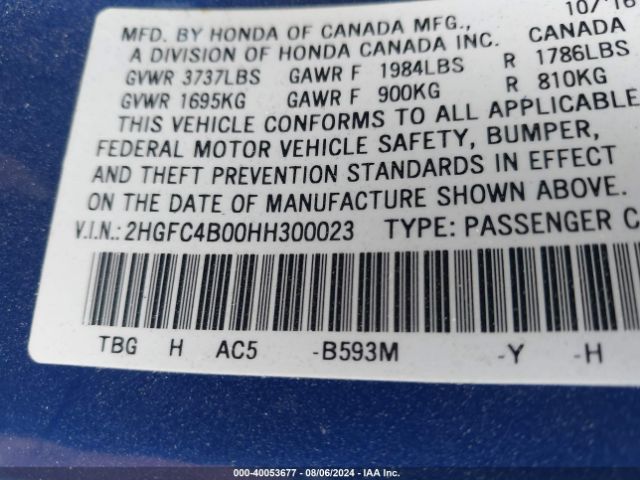 10/16
MFD. BY HONDA OF CANADA MFG.,
A DIVISION OF HONDA CANADA INC. CANADA
GVWR 3737LBS GAWR F 1984LBS R 1786LBS
GVWR 1695KG GAWR F 900KG R 810KG
THIS VEHICLE CONFORMS TO ALL APPLICABLE
FEDERAL MOTOR VEHICLE SAFETY, BUMPER,
AND THEFT PREVENTION STANDARDS IN EFFECT
ON THE DATE OF MANUFACTURE SHOWN ABOVE.
V.I.N.: 2HGFC4B00HH300023 TYPE: PASSENGER C
TBG H AC5 -B593M -Y -H
000-40053677 - 08/06/2024 - IAA Inc.